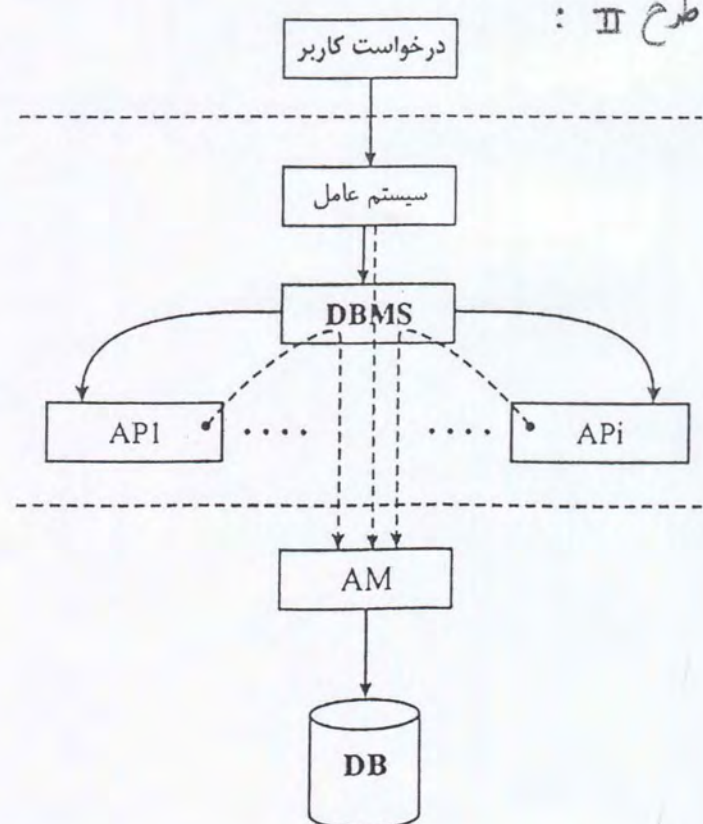 طرح II :
درخواست کاربر
سیستم عامل
DBMS
AP1 .... .... APi
AM
DB